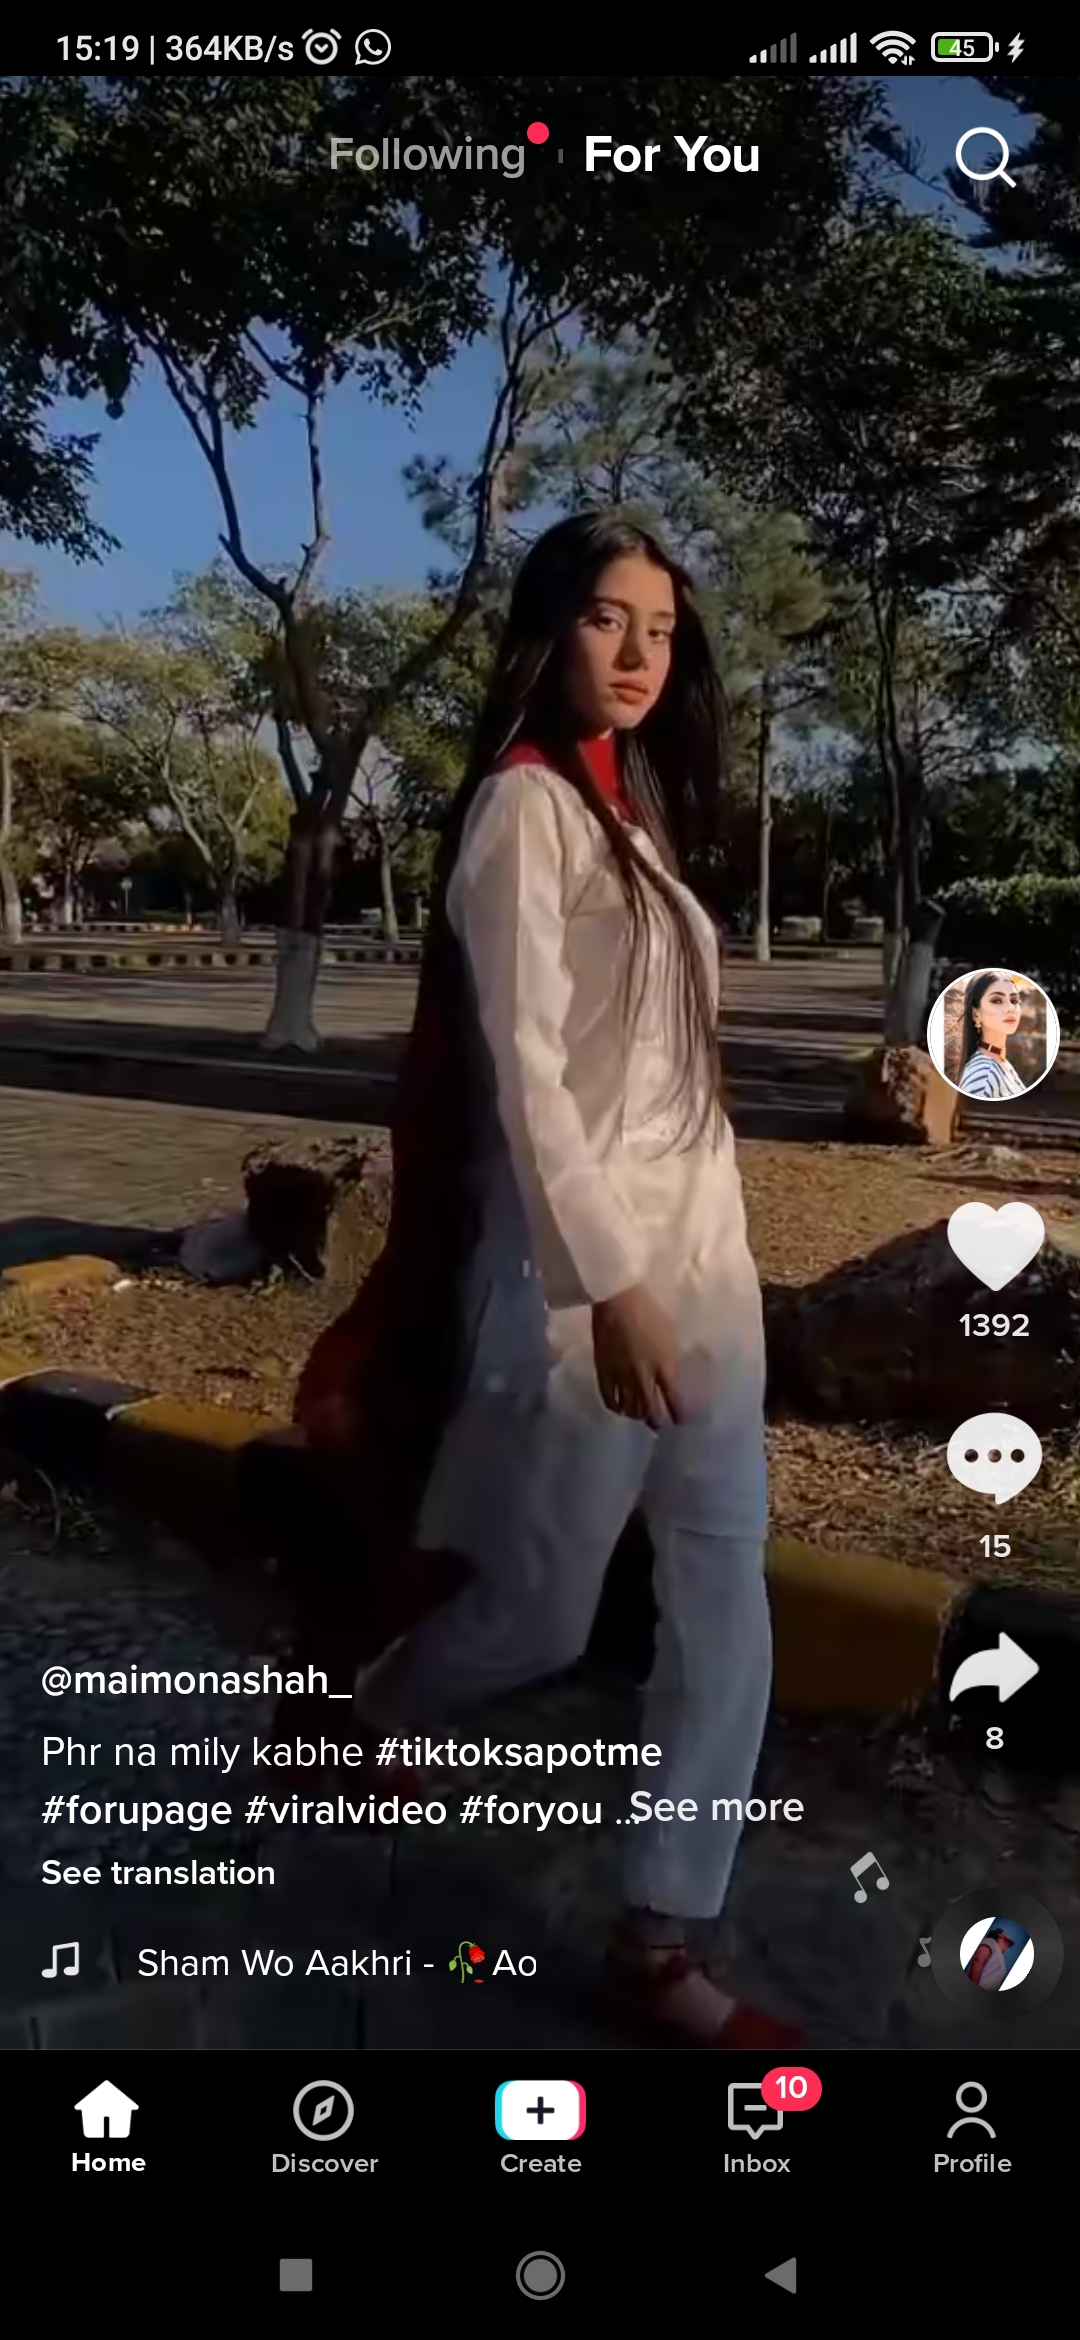 15:19 | 364KB/s
45
Following
For You
1392
15
8
@maimonashah_
Phr na mily kabhe #tiktoksapotme
#forupage #viralvideo #foryou ... See more
See translation
Sham Wo Aakhri - 🥀Ao
10
Home
Discover
Create
Inbox
Profile